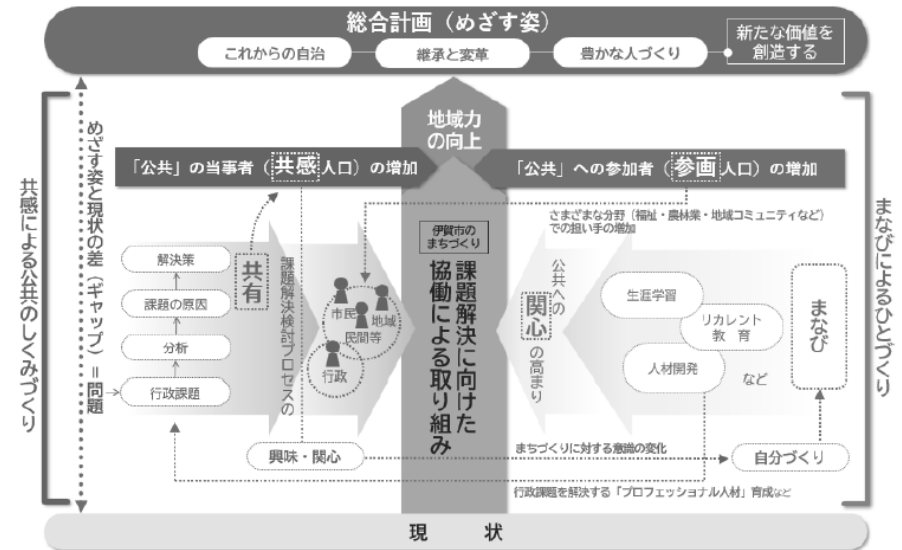 総合計画（めざす姿）
これからの自治
継承と変革
豊かな人づくり
新たな価値を
創造する
地域力
の向上
「公共」の当事者（共感人口）の増加
「公共」への参加者（参画人口）の増加
共感による公共のしくみづくり
めざす姿と現状の差（ギャップ）＝問題
解決策
課題の原因
分析
行政課題
共有
課題解決検討プロセスの
市民
地域
民間等
行政
興味・関心
伊賀市の
まちづくり
課題解決に向けた
協働による取り組み
さまざまな分野（福祉・農林業・地域コミュニティなど）
での担い手の増加
公共への
関心の高まり
生涯学習
リカレント
教育
人材開発
など
まなび
まなびによるひとづくり
まちづくりに対する意識の変化
自分づくり
行政課題を解決する「プロフェッショナル人材」育成など
現状